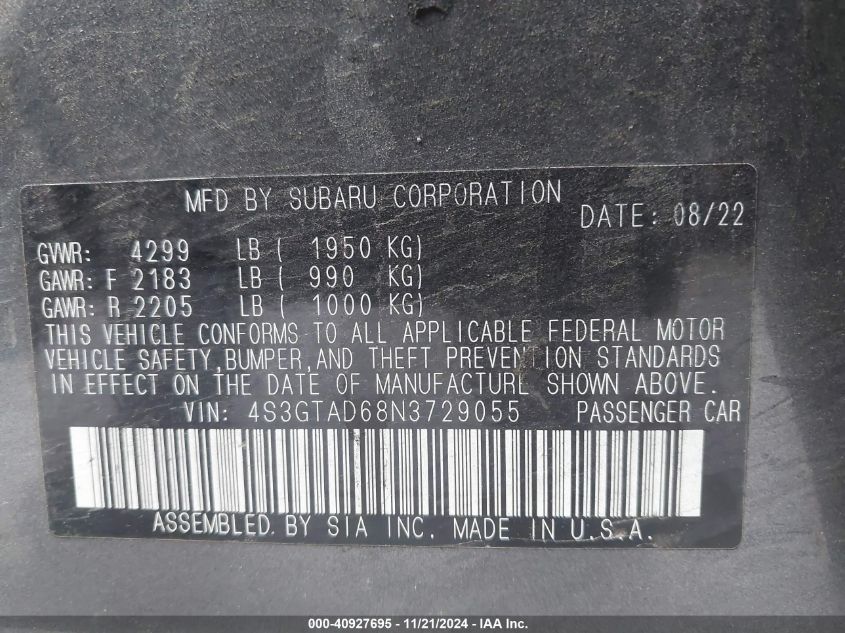 MFD BY SUBARU CORPORATION
DATE: 08/22
GVWR: 4299 LB ( 1950 KG)
GAWR: F 2183 LB ( 990 KG)
GAWR: R 2205 LB ( 1000 KG)
THIS VEHICLE CONFORMS TO ALL APPLICABLE FEDERAL MOTOR
VEHICLE SAFETY, BUMPER, AND THEFT PREVENTION STANDARDS
IN EFFECT ON THE DATE OF MANUFACTURE SHOWN ABOVE.
VIN: 4S3GTAD68N3729055 PASSENGER CAR
ASSEMBLED BY SIA INC. MADE IN U.S.A.
000-40927695 - 11/21/2024 - IAA Inc.